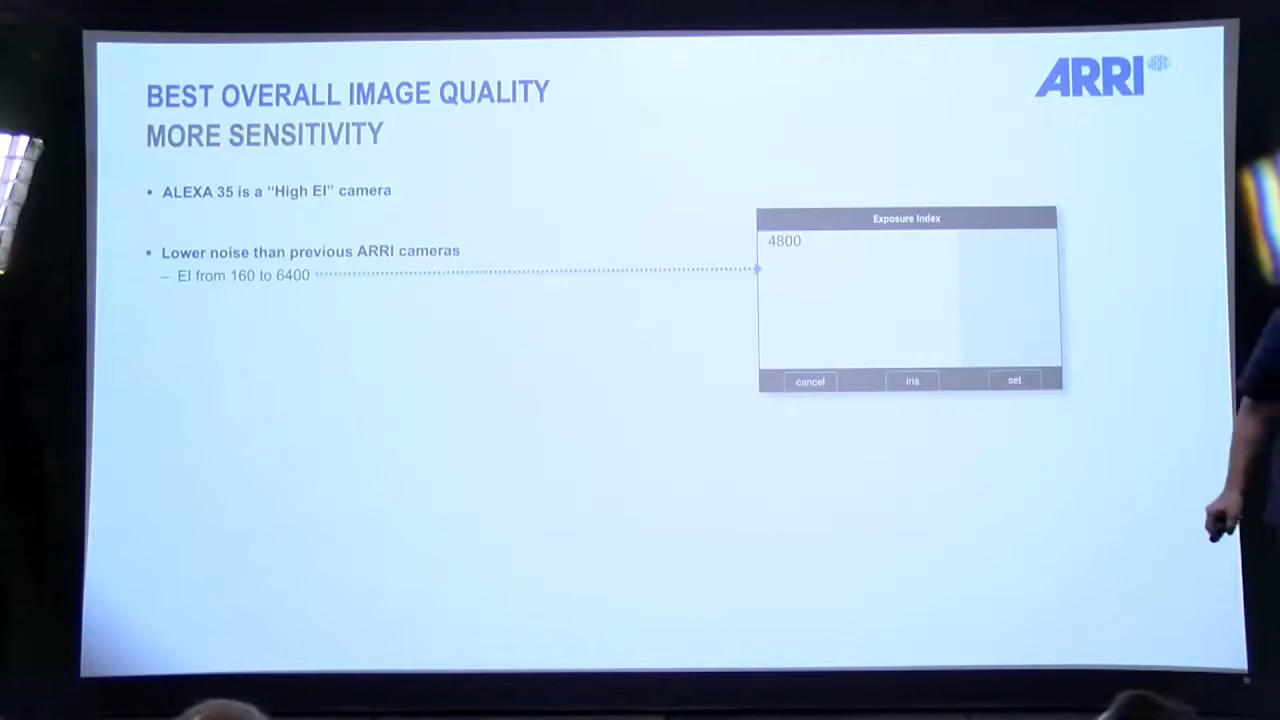 BEST OVERALL IMAGE QUALITY
MORE SENSITIVITY
ARRI
▪ ALEXA 35 is a “High EI” camera
▪ Lower noise than previous ARRI cameras
– EI from 160 to 6400
Exposure Index
4800
cancel iris set